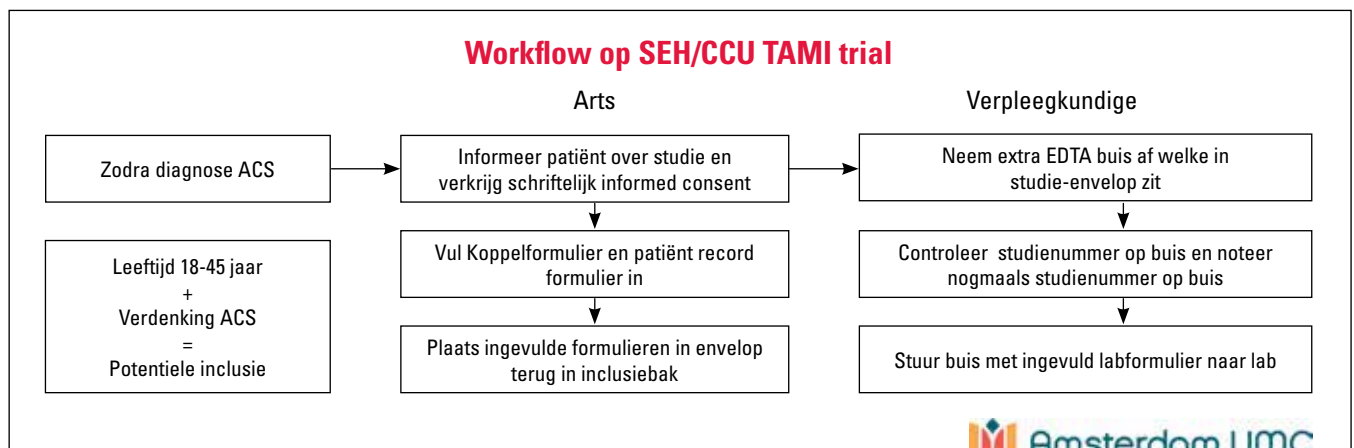 Workflow op SEH/CCU TAMI trial
Arts
Verpleegkundige
Zodra diagnose ACS
Informeer patiënt over studie en
verkrijg schriftelijk informed consent
Neem extra EDTA buis af welke in
studie-envelop zit
Leeftijd 18-45 jaar
+
Verdenking ACS
=
Potentiele inclusie
Vul Koppelformulier en patiënt record
formulier in
Controleer studienummer op buis en noteer
nogmaals studienummer op buis
Plaats ingevulde formulieren in envelop
terug in inclusiebak
Stuur buis met ingevuld labformulier naar lab
Amsterdam UMC